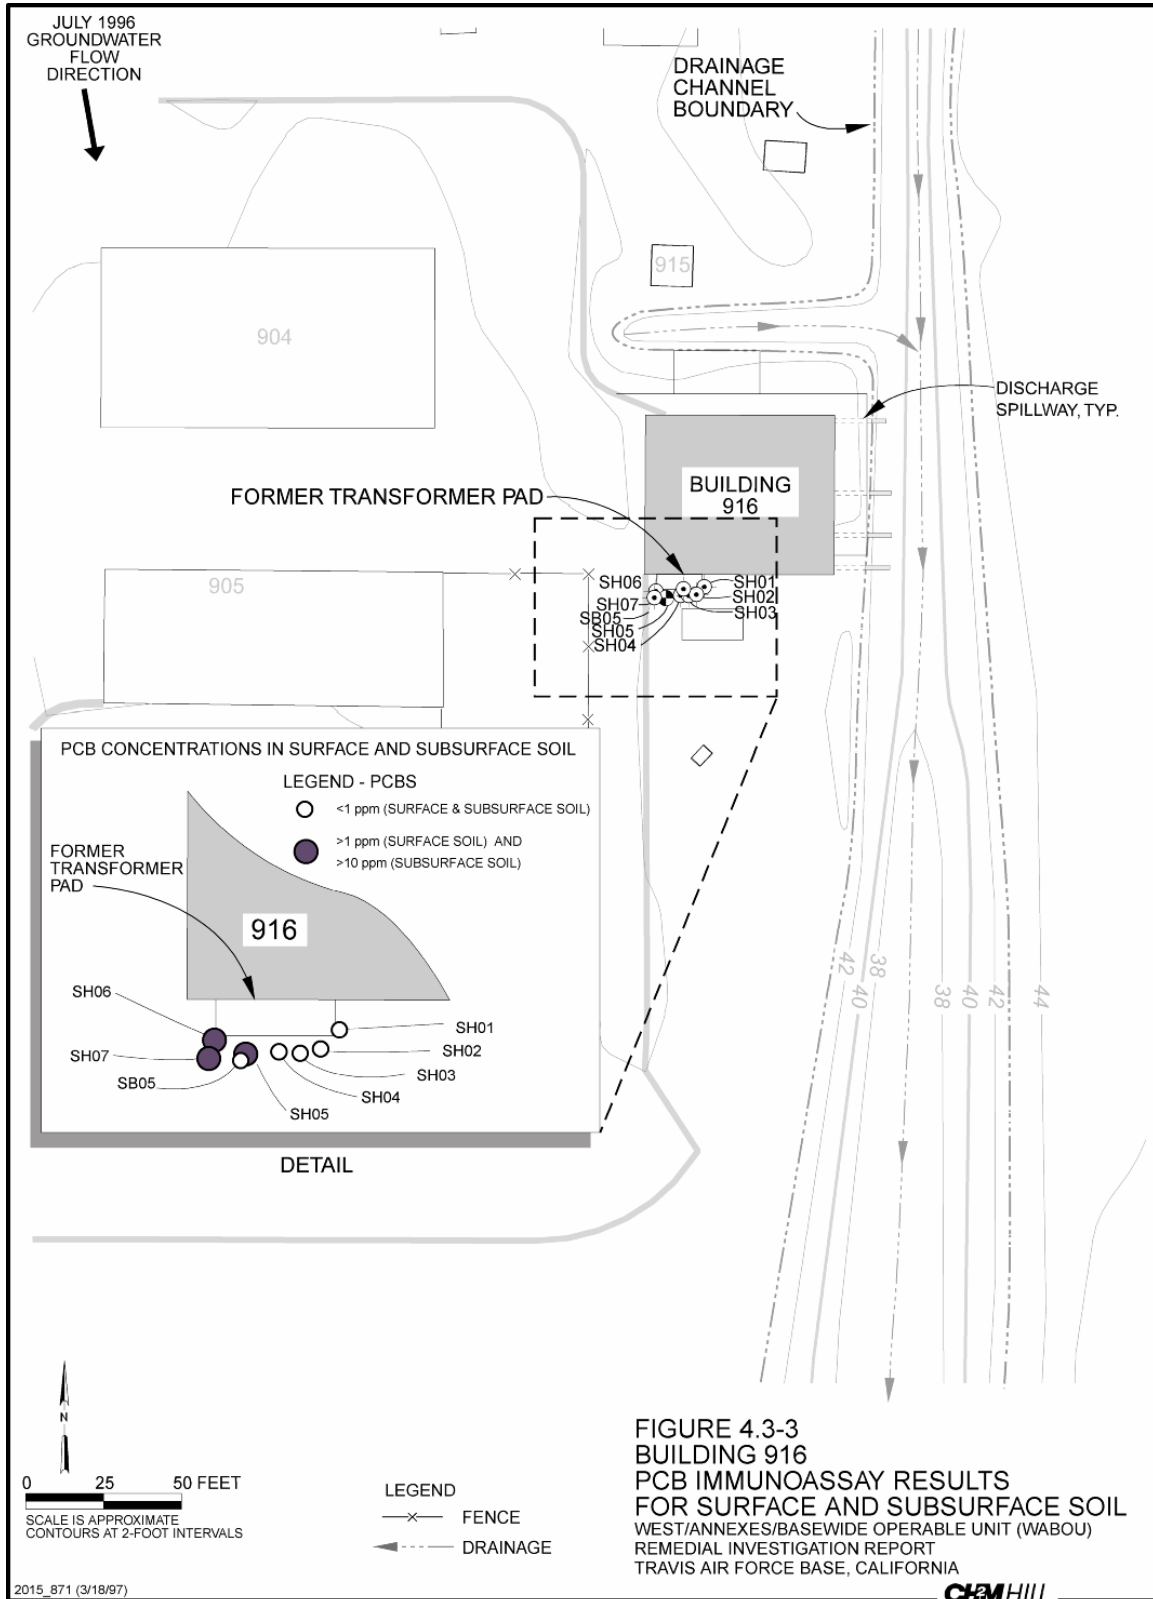 JULY 1996
GROUNDWATER
FLOW
DIRECTION
DRAINAGE
CHANNEL
BOUNDARY
915
904
DISCHARGE
SPILLWAY, TYP.
FORMER TRANSFORMER PAD
BUILDING
916
905
SH06
SH01
SH07
SH02
SB05
SH03
SH05
SH04
PCB CONCENTRATIONS IN SURFACE AND SUBSURFACE SOIL
LEGEND - PCBS
<1 ppm (SURFACE & SUBSURFACE SOIL)
>1 ppm (SURFACE SOIL) AND
>10 ppm (SUBSURFACE SOIL)
FORMER
TRANSFORMER
PAD
916
SH06
SH01
SH07
SH02
SB05
SH03
SH04
SH05
DETAIL
42
40
38
38
40
42
44
N
0 25 50 FEET
SCALE IS APPROXIMATE
CONTOURS AT 2-FOOT INTERVALS
LEGEND
FENCE
DRAINAGE
FIGURE 4.3-3
BUILDING 916
PCB IMMUNOASSAY RESULTS
FOR SURFACE AND SUBSURFACE SOIL
WEST/ANNEXES/BASEWIDE OPERABLE UNIT (WABOU)
REMEDIAL INVESTIGATION REPORT
TRAVIS AIR FORCE BASE, CALIFORNIA
2015_871 (3/18/97)
CH2M HILL